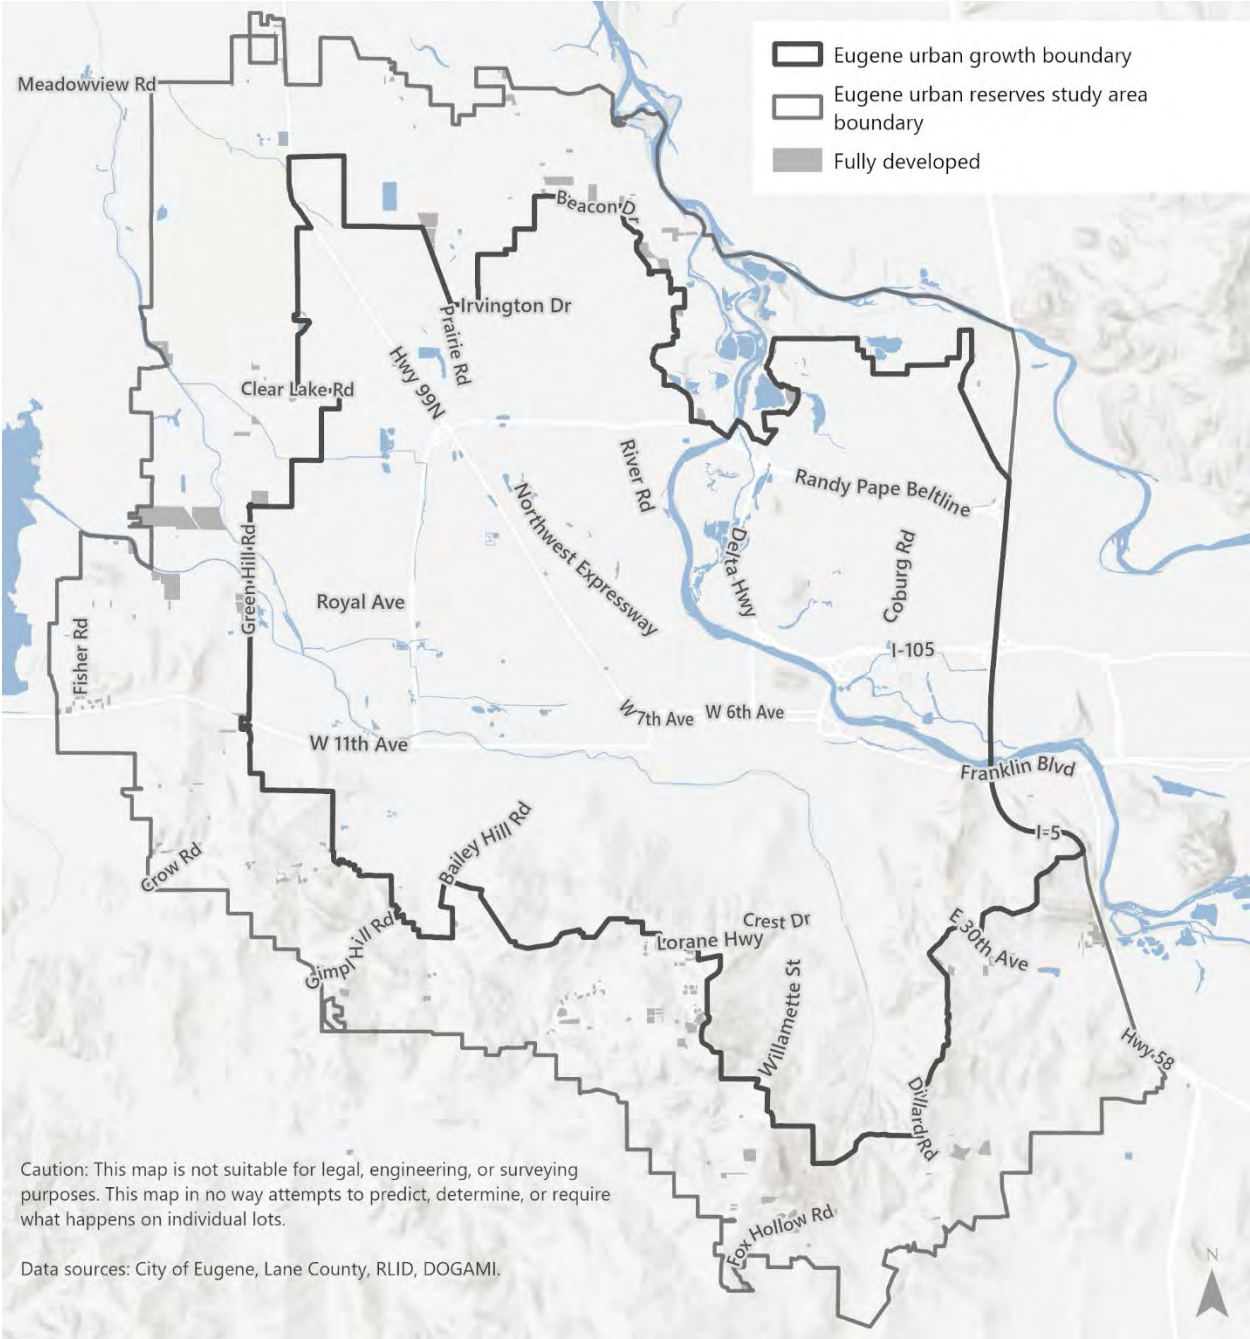 Eugene urban growth boundary
Eugene urban reserves study area
boundary
Fully developed
Meadowview Rd
Beacon Dr
Irvington Dr
Prairie Rd
Hwy 99N
Clear Lake Rd
River Rd
Randy Pape Beltline
Northwest Expressway
Delta Hwy
Coburg Rd
Green Hill Rd
Royal Ave
Fisher Rd
I-105
W 7th Ave
W 6th Ave
W 11th Ave
Franklin Blvd
I-5
Bailey Hill Rd
Crow Rd
Gimpl Hill Rd
Crest Dr
Lorane Hwy
E 30th Ave
Willamette St
Hwy 58
Dillard Rd
Fox Hollow Rd
Caution: This map is not suitable for legal, engineering, or surveying
purposes. This map in no way attempts to predict, determine, or require
what happens on individual lots.
Data sources: City of Eugene, Lane County, RLID, DOGAMI.
N